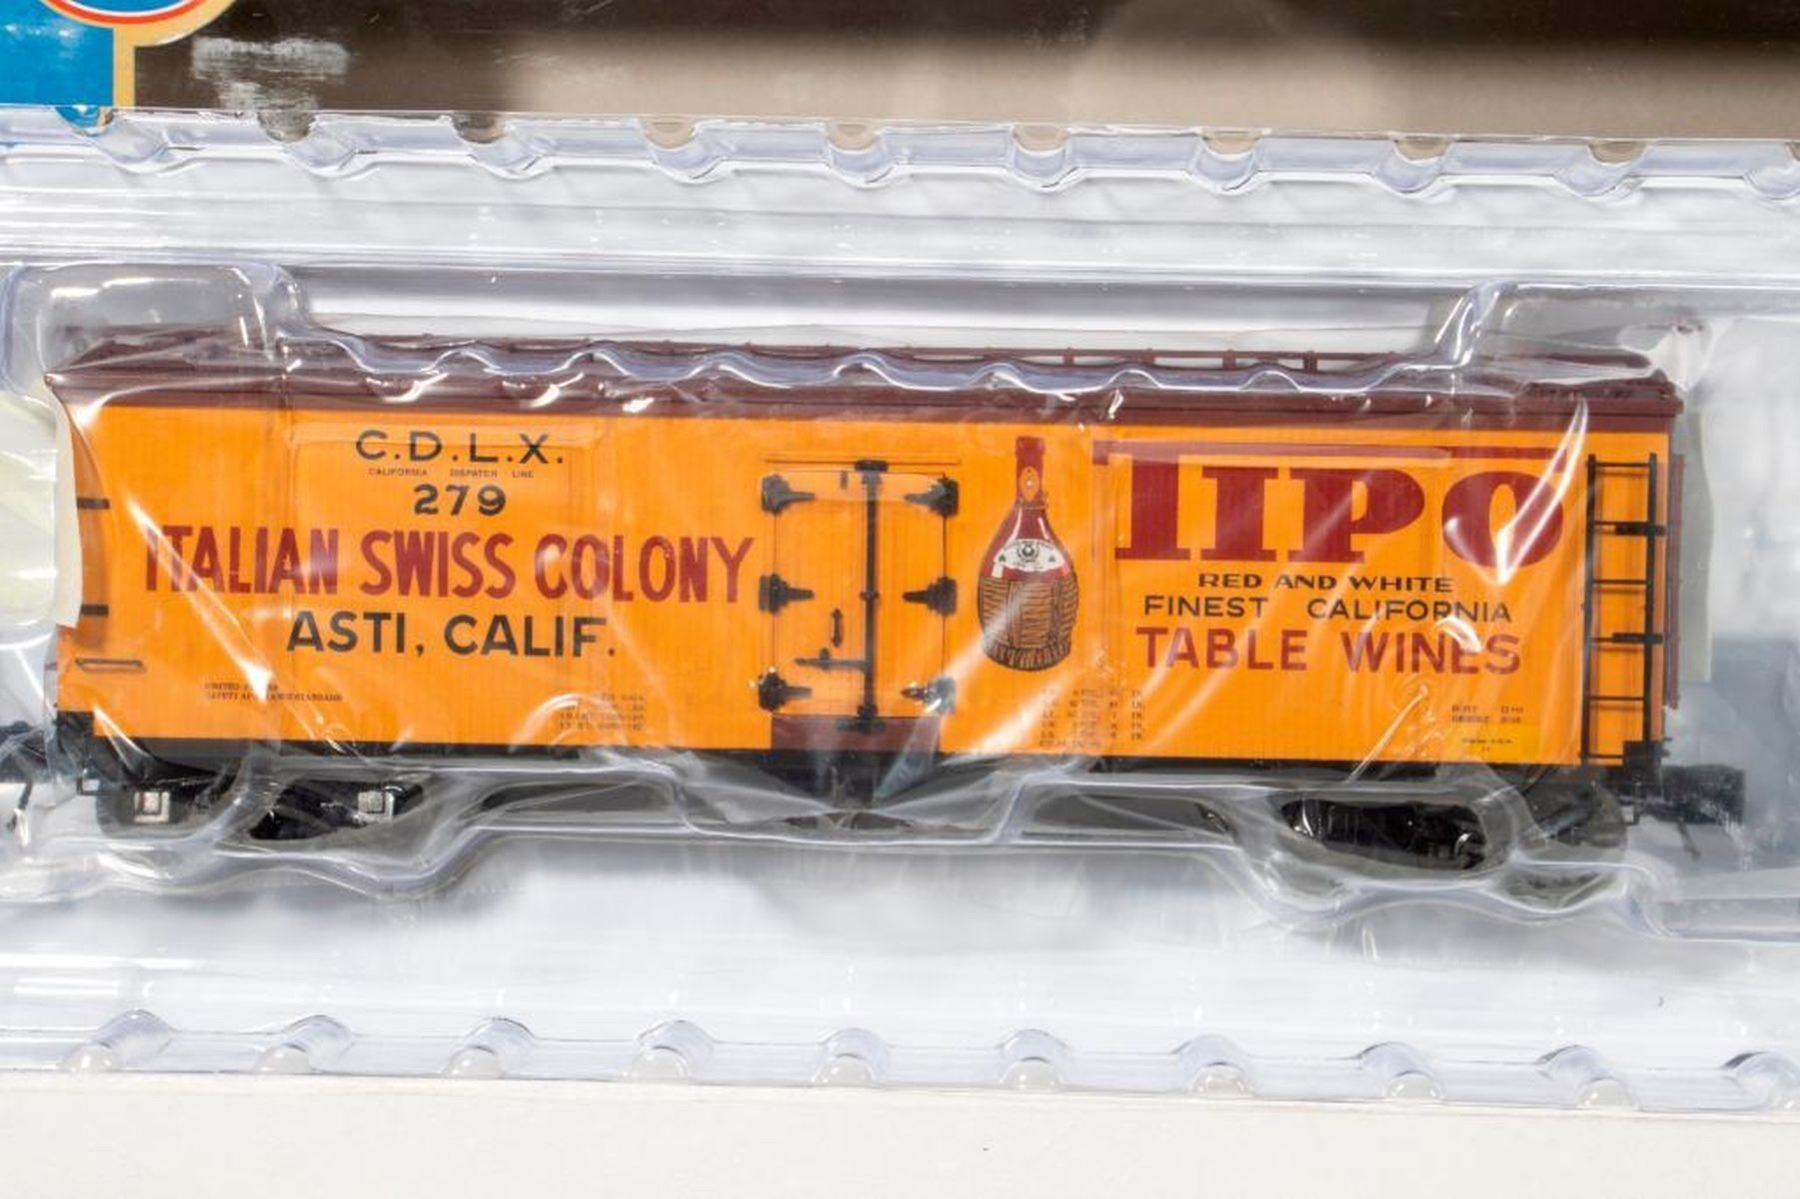 C.D.L.X.
CALIFORNIA DISPATCH LINE
279
ITALIAN SWISS COLONY
ASTI, CALIF.
TIPO
RED AND WHITE
FINEST CALIFORNIA
TABLE WINES